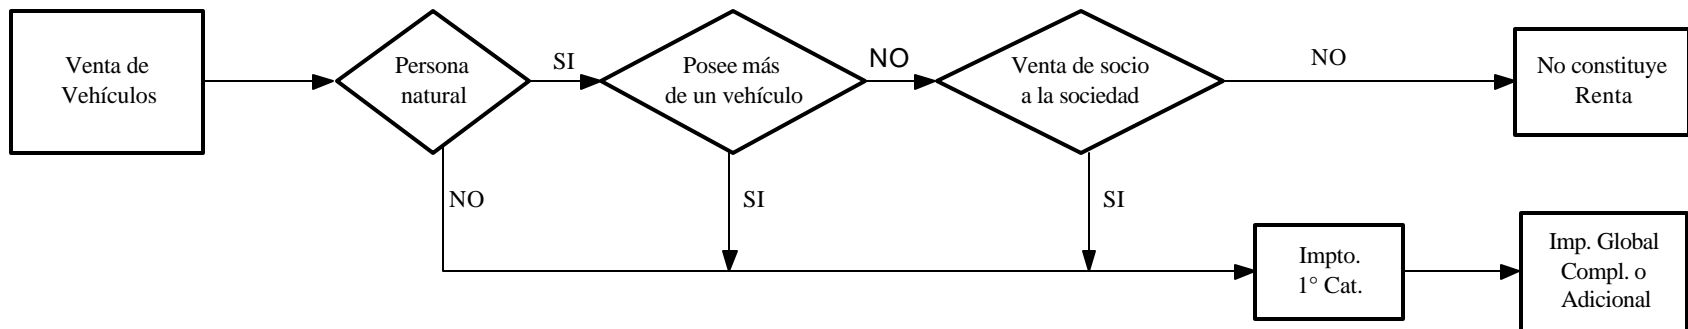 Venta de
Vehículos
Persona
natural
SI
Posee más
de un vehículo
NO
Venta de socio
a la sociedad
NO
No constituye
Renta
NO
SI
SI
Impto.
1° Cat.
Imp. Global
Compl. o
Adicional